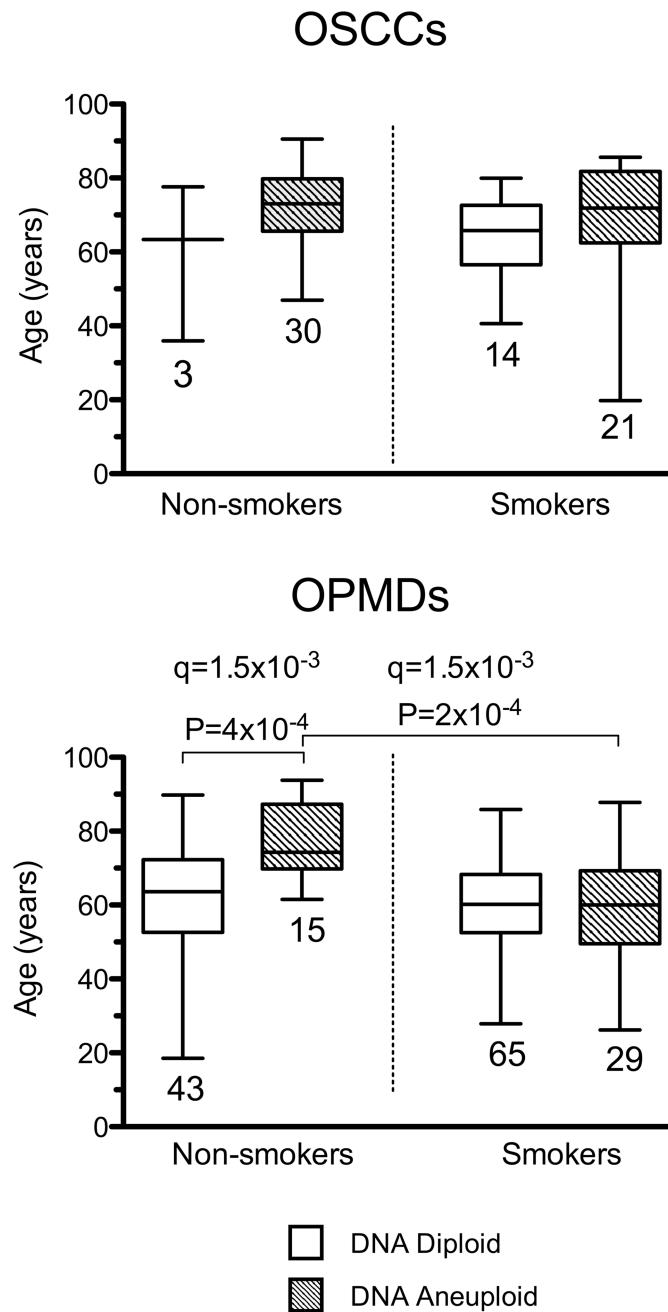 OSCCs
Age (years)
100
80
60
40
20
0
3
30
14
21
Non-smokers
Smokers
OPMDs
q=1.5x10⁻³
q=1.5x10⁻³
P=4x10⁻⁴
P=2x10⁻⁴
Age (years)
100
80
60
40
20
0
43
15
65
29
Non-smokers
Smokers
DNA Diploid
DNA Aneuploid